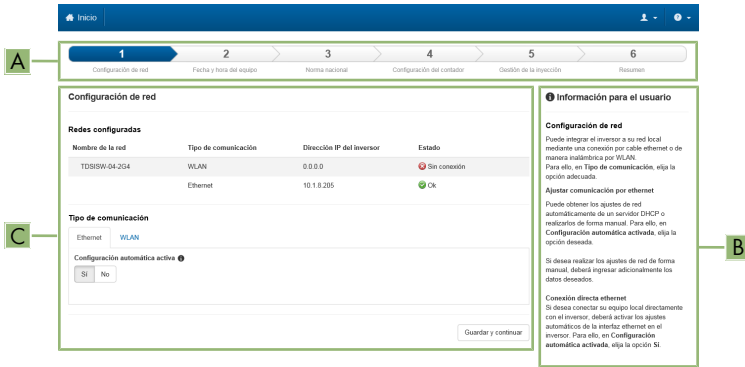 Inicio
A
1 2 3 4 5 6
Configuración de red Fecha y hora del equipo Norma nacional Configuración del contador Gestión de la inyección Resumen
Configuración de red
Redes configuradas
Nombre de la red Tipo de comunicación Dirección IP del inversor Estado
TDSISW-04-2G4 WLAN 0.0.0.0 Sin conexión
Ethernet 10.1.6.205 Ok
C
Tipo de comunicación
Ethernet WLAN
Configuración automática activa
Sí No
Guardar y continuar
Información para el usuario
Configuración de red
Puede integrar el inversor a su red local
mediante una conexión por cable ethernet o de
manera inalámbrica por WLAN.
Para ello, en Tipo de comunicación, elija la
opción adecuada.
Ajustar comunicación por ethernet
Puede obtener los ajustes de red
automáticamente de un servidor DHCP o
realizarlos de forma manual. Para ello, en
Configuración automática activada, elija la
opción deseada.
Si desea realizar los ajustes de red de forma
manual, deberá ingresar adicionalmente los
datos deseados.
Conexión directa ethernet
Si desea conectar su equipo local directamente
con el inversor, deberá activar los ajustes
automáticos de la interfaz ethernet en el
inversor. Para ello, en Configuración
automática activada, elija la opción Sí.
B